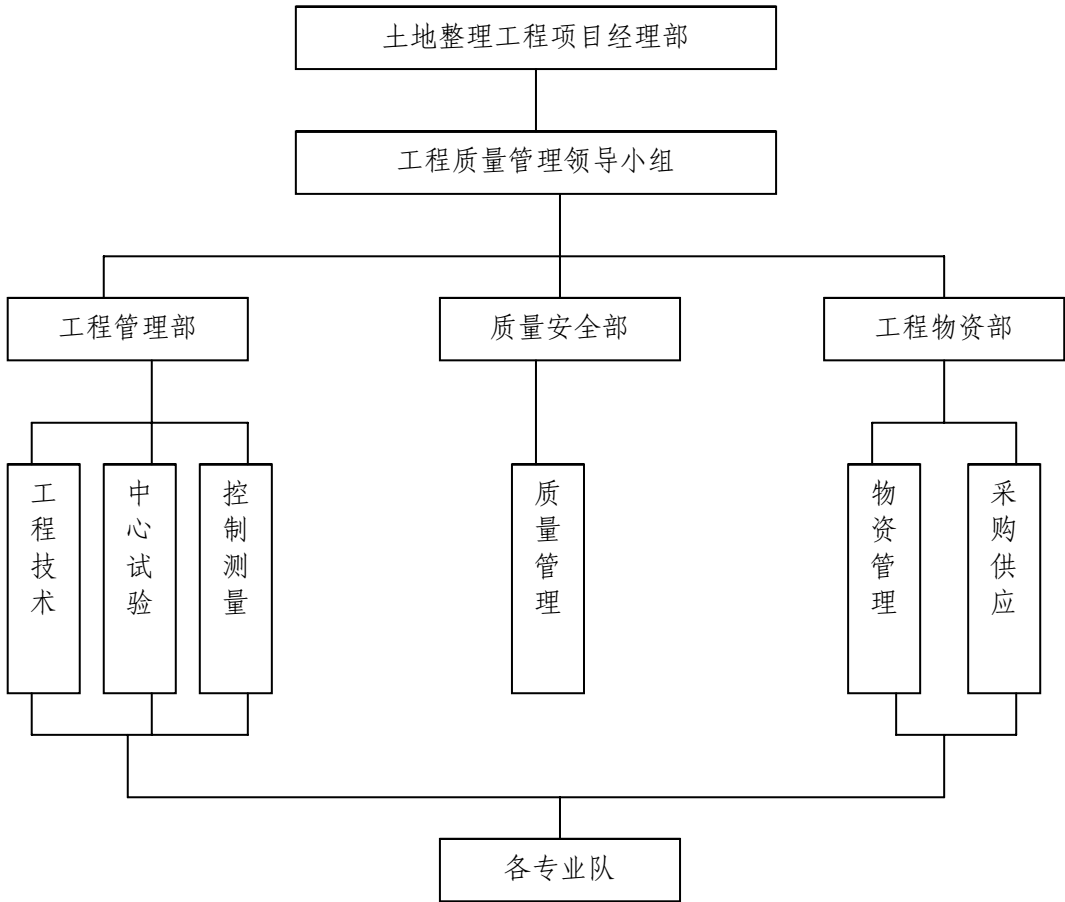 土地整理工程项目经理部
工程质量管理领导小组
工程管理部
质量安全部
工程物资部
工程技术
中心试验
控制测量
质量管理
物资管理
采购供应
各专业队